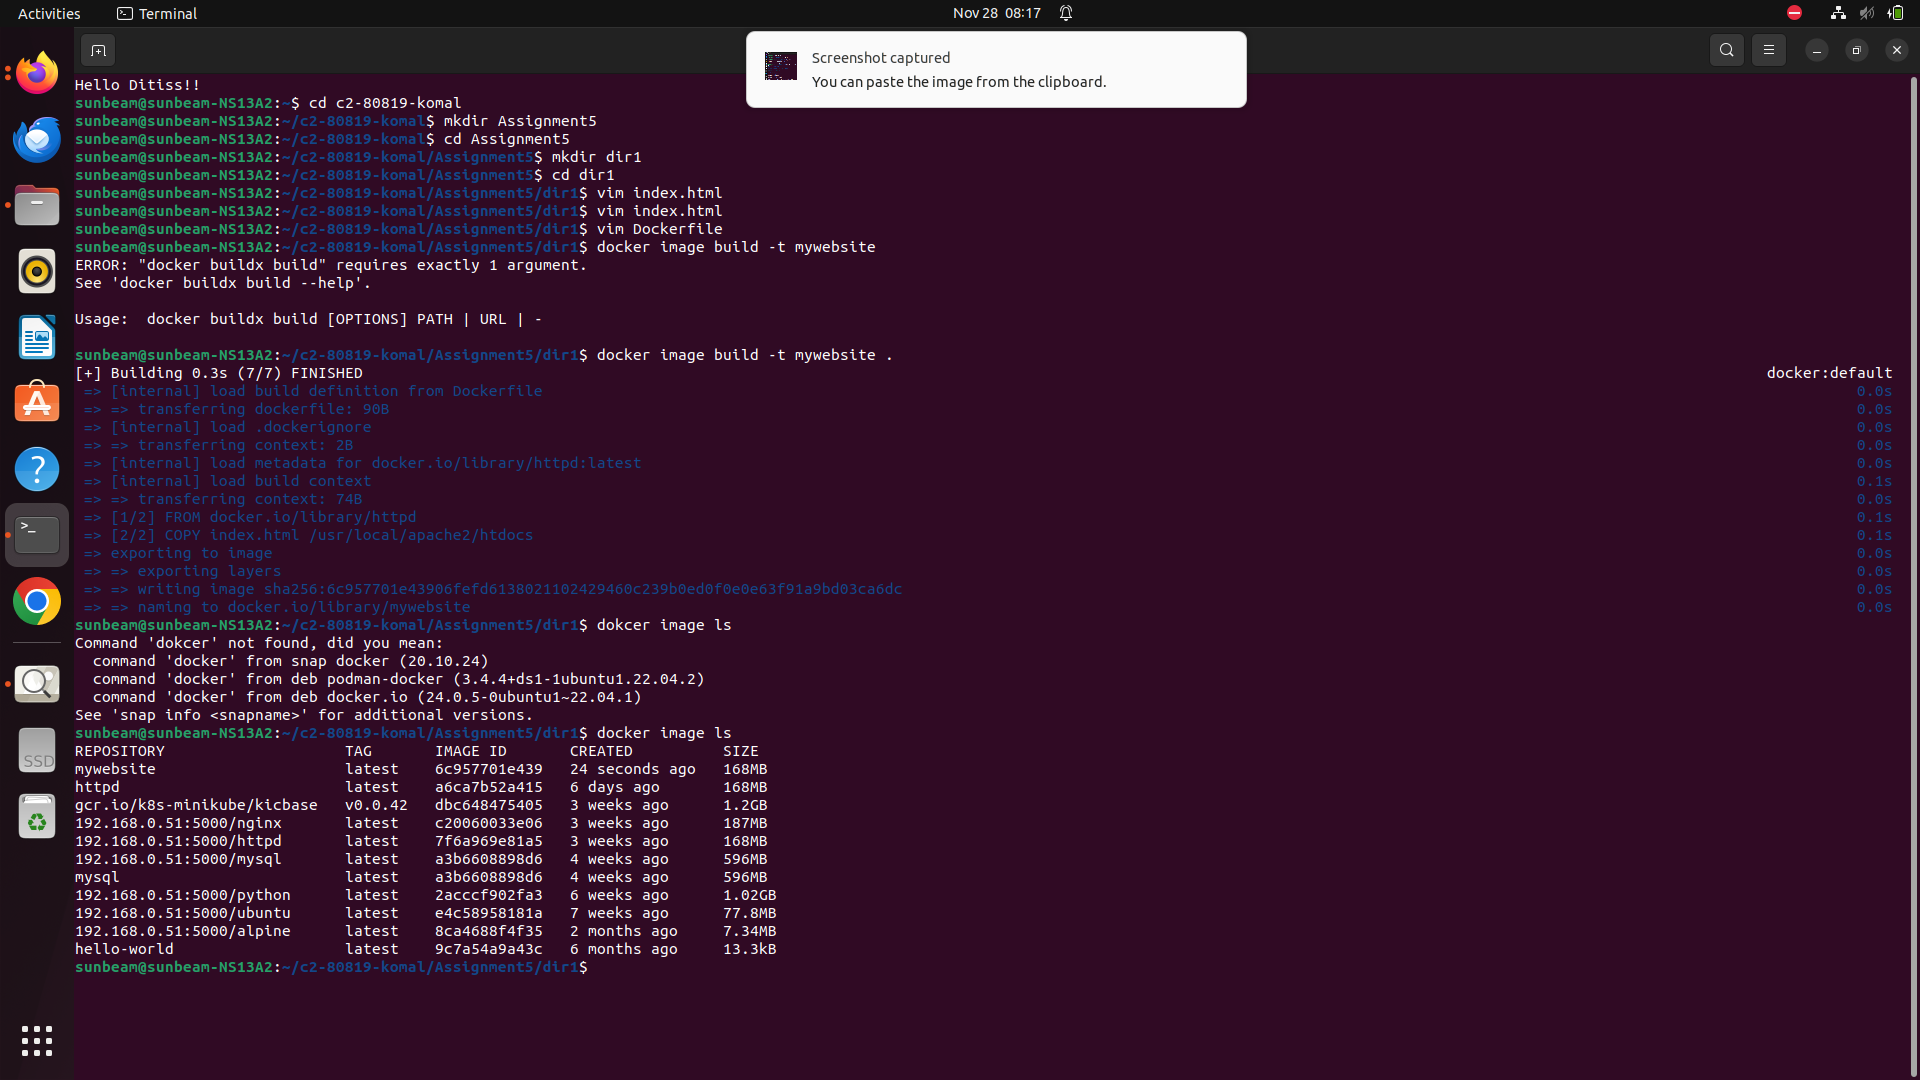 Activities
Terminal
Nov 28 08:17
Screenshot captured
You can paste the image from the clipboard.
Hello Ditiss!!
sunbeam@sunbeam-NS13A2:~$ cd c2-80819-komal
sunbeam@sunbeam-NS13A2:~/c2-80819-komal$ mkdir Assignment5
sunbeam@sunbeam-NS13A2:~/c2-80819-komal$ cd Assignment5
sunbeam@sunbeam-NS13A2:~/c2-80819-komal/Assignment5$ mkdir dir1
sunbeam@sunbeam-NS13A2:~/c2-80819-komal/Assignment5$ cd dir1
sunbeam@sunbeam-NS13A2:~/c2-80819-komal/Assignment5/dir1$ vim index.html
sunbeam@sunbeam-NS13A2:~/c2-80819-komal/Assignment5/dir1$ vim index.html
sunbeam@sunbeam-NS13A2:~/c2-80819-komal/Assignment5/dir1$ vim Dockerfile
sunbeam@sunbeam-NS13A2:~/c2-80819-komal/Assignment5/dir1$ docker image build -t mywebsite
ERROR: "docker buildx build" requires exactly 1 argument.
See 'docker buildx build --help'.
Usage:  docker buildx build [OPTIONS] PATH | URL | -
sunbeam@sunbeam-NS13A2:~/c2-80819-komal/Assignment5/dir1$ docker image build -t mywebsite .
[+] Building 0.3s (7/7) FINISHED docker:default
=> [internal] load build definition from Dockerfile 0.0s
=> => transferring dockerfile: 90B 0.0s
=> [internal] load .dockerignore 0.0s
=> => transferring context: 2B 0.0s
=> [internal] load metadata for docker.io/library/httpd:latest 0.0s
=> [internal] load build context 0.1s
=> => transferring context: 74B 0.0s
=> [1/2] FROM docker.io/library/httpd 0.1s
=> [2/2] COPY index.html /usr/local/apache2/htdocs 0.1s
=> exporting to image 0.0s
=> => exporting layers 0.0s
=> => writing image sha256:6c957701e43906fefd6138021102429460c239b0ed0f0e0e63f91a9bd03ca6dc 0.0s
=> => naming to docker.io/library/mywebsite 0.0s
sunbeam@sunbeam-NS13A2:~/c2-80819-komal/Assignment5/dir1$ dokcer image ls
Command 'dokcer' not found, did you mean:
command 'docker' from snap docker (20.10.24)
command 'docker' from deb podman-docker (3.4.4+ds1-1ubuntu1.22.04.2)
command 'docker' from deb docker.io (24.0.5-0ubuntu1~22.04.1)
See 'snap info <snapname>' for additional versions.
sunbeam@sunbeam-NS13A2:~/c2-80819-komal/Assignment5/dir1$ docker image ls
REPOSITORY TAG IMAGE ID CREATED SIZE
mywebsite latest 6c957701e439 24 seconds ago 168MB
httpd latest a6ca7b52a415 6 days ago 168MB
gcr.io/k8s-minikube/kicbase v0.0.42 dbc648475405 3 weeks ago 1.2GB
192.168.0.51:5000/nginx latest c20060033e06 3 weeks ago 187MB
192.168.0.51:5000/httpd latest 7f6a969e81a5 3 weeks ago 168MB
192.168.0.51:5000/mysql latest a3b6608898d6 4 weeks ago 596MB
mysql latest a3b6608898d6 4 weeks ago 596MB
192.168.0.51:5000/python latest 2acccf902fa3 6 weeks ago 1.02GB
192.168.0.51:5000/ubuntu latest e4c58958181a 7 weeks ago 77.8MB
192.168.0.51:5000/alpine latest 8ca4688f4f35 2 months ago 7.34MB
hello-world latest 9c7a54a9a43c 6 months ago 13.3kB
sunbeam@sunbeam-NS13A2:~/c2-80819-komal/Assignment5/dir1$
SSD